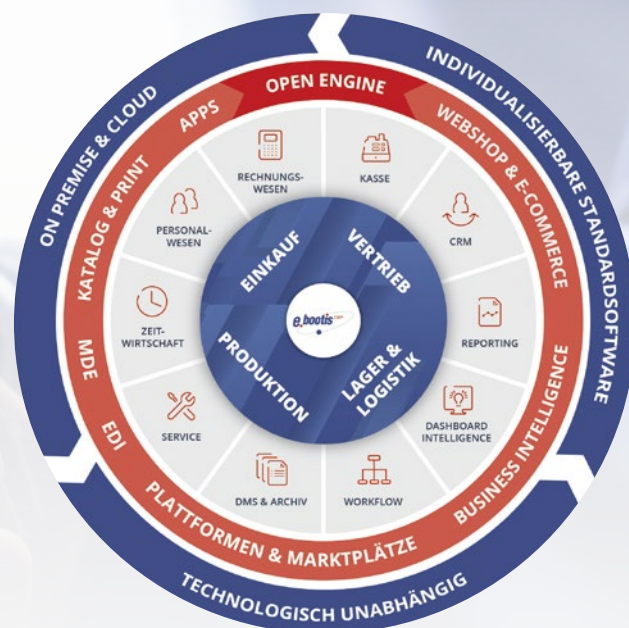 ON PREMISE & CLOUD
INDIVIDUALISIERBARE STANDARDSOFTWARE
TECHNOLOGISCH UNABHÄNGIG
OPEN ENGINE
WEBSHOP & E-COMMERCE
BUSINESS INTELLIGENCE
PLATTFORMEN & MARKTPLÄTZE
EDI
MDE
KATALOG & PRINT
APPS
RECHNUNGS-
WESEN
KASSE
CRM
REPORTING
DASHBOARD
INTELLIGENCE
WORKFLOW
DMS & ARCHIV
SERVICE
ZEIT-
WIRTSCHAFT
PERSONAL-
WESEN
EINKAUF
VERTRIEB
LAGER &
LOGISTIK
PRODUKTION
e.bootis